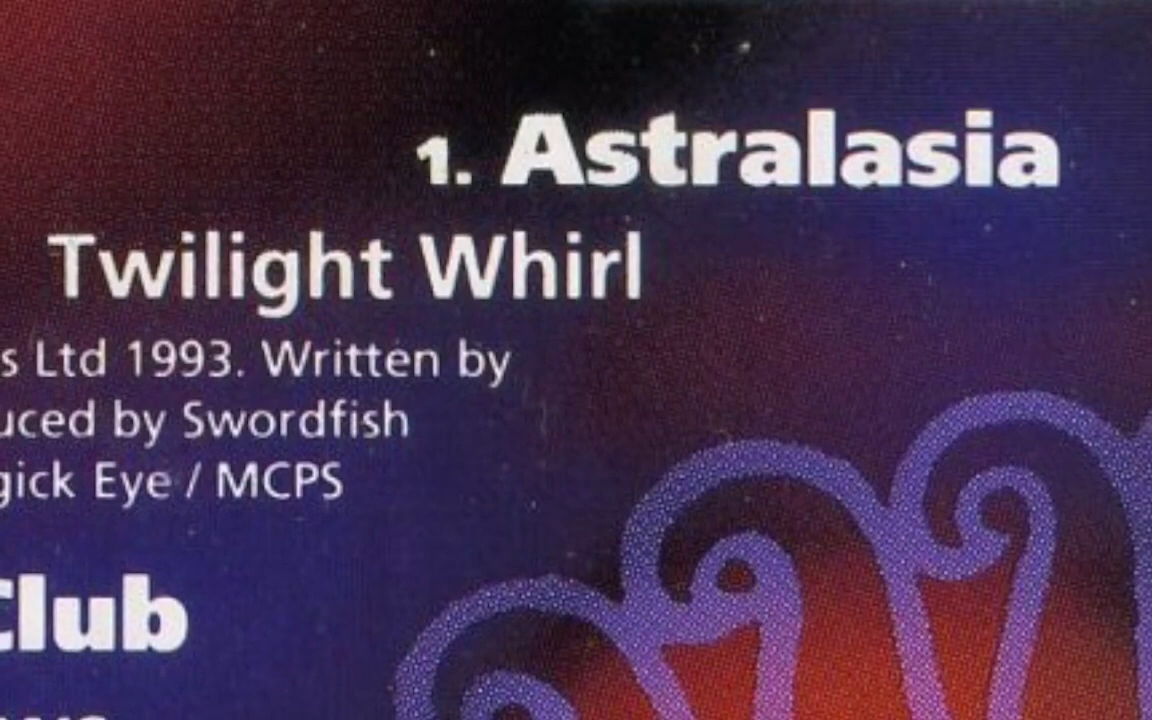 1. Astralasia
Twilight Whirl
s Ltd 1993. Written by
uced by Swordfish
gick Eye / MCPS
Club